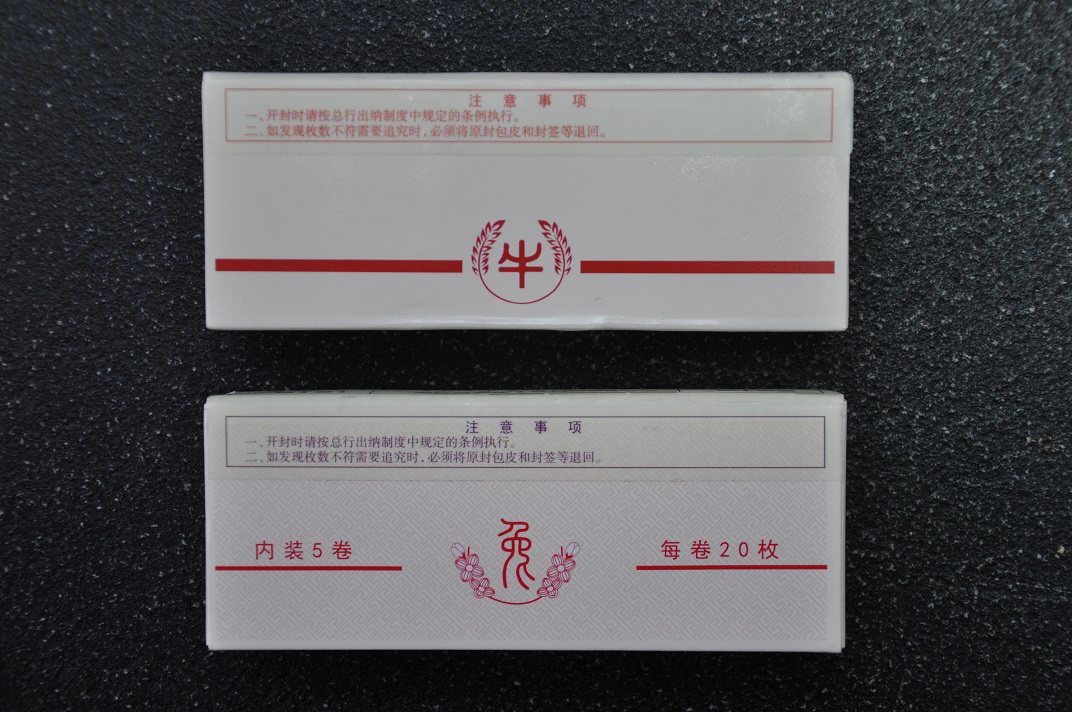 注意事项
一、开封时请按总行出纳制度中规定的条例执行。
二、如发现枚数不符需要追究时，必须将原封包皮和封签等退回。
牛
注意事项
一、开封时请按总行出纳制度中规定的条例执行。
二、如发现枚数不符需要追究时，必须将原封包皮和封签等退回。
内装5卷
兔
每卷20枚